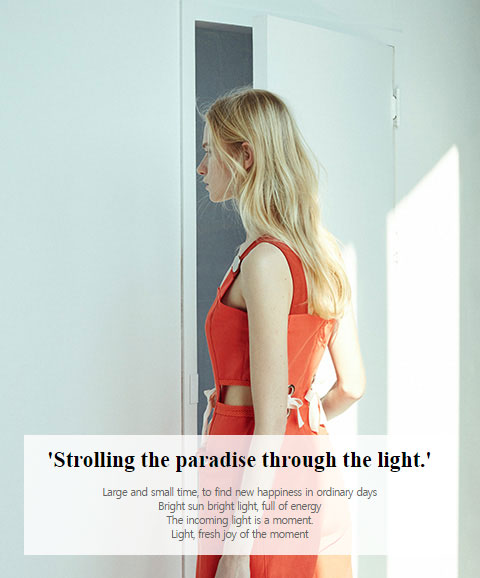 'Strolling the paradise through the light.'
Large and small time, to find new happiness in ordinary days
Bright sun bright light, full of energy
The incoming light is a moment.
Light, fresh joy of the moment